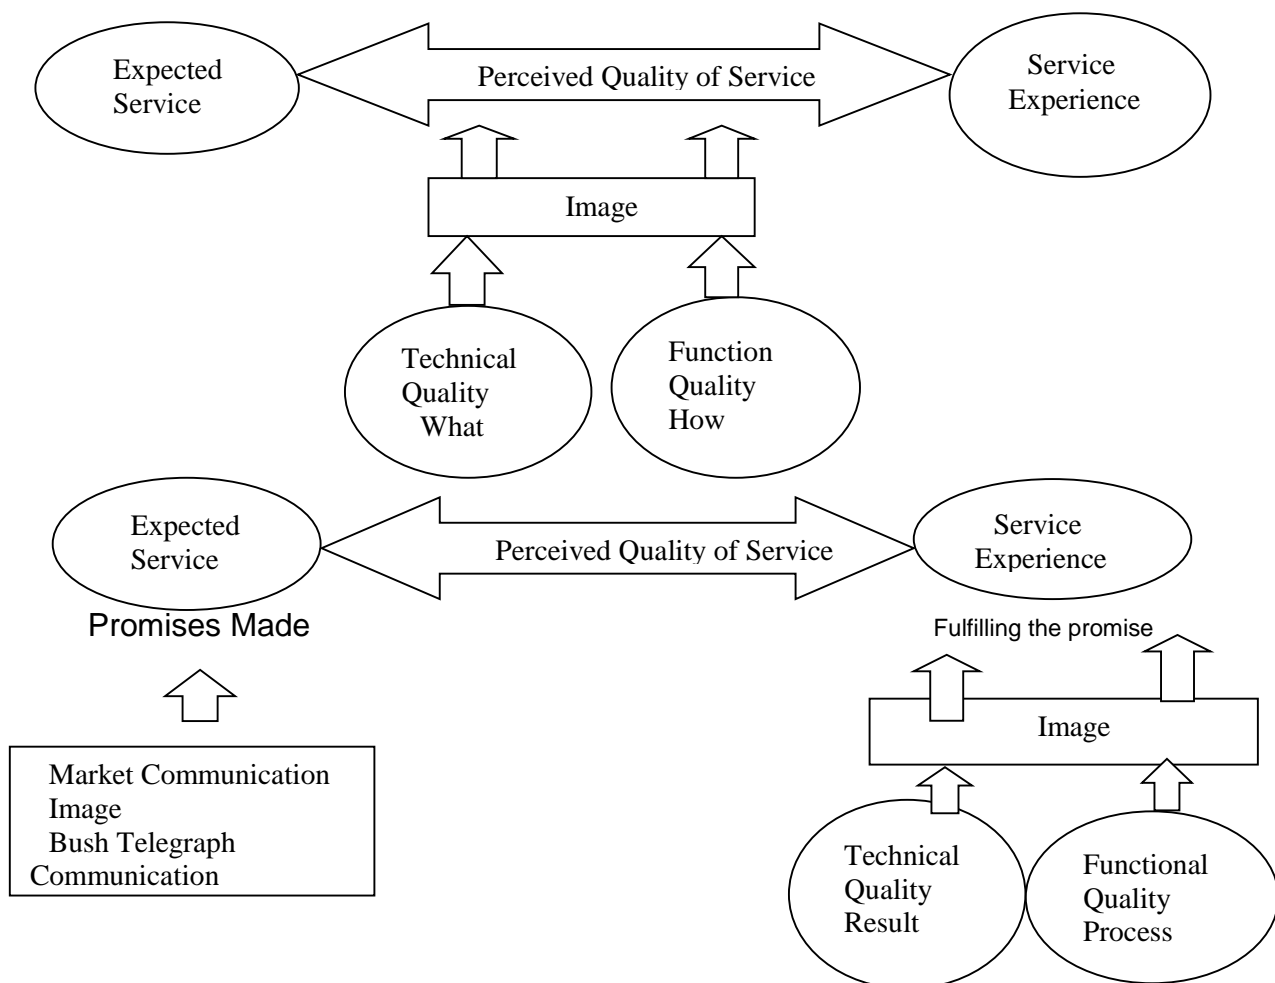 Expected
Service
Perceived Quality of Service
Service
Experience
Image
Technical
Quality
What
Function
Quality
How
Expected
Service
Perceived Quality of Service
Service
Experience
Promises Made
Fulfilling the promise
Market Communication
Image
Bush Telegraph
Communication
Image
Technical
Quality
Result
Functional
Quality
Process